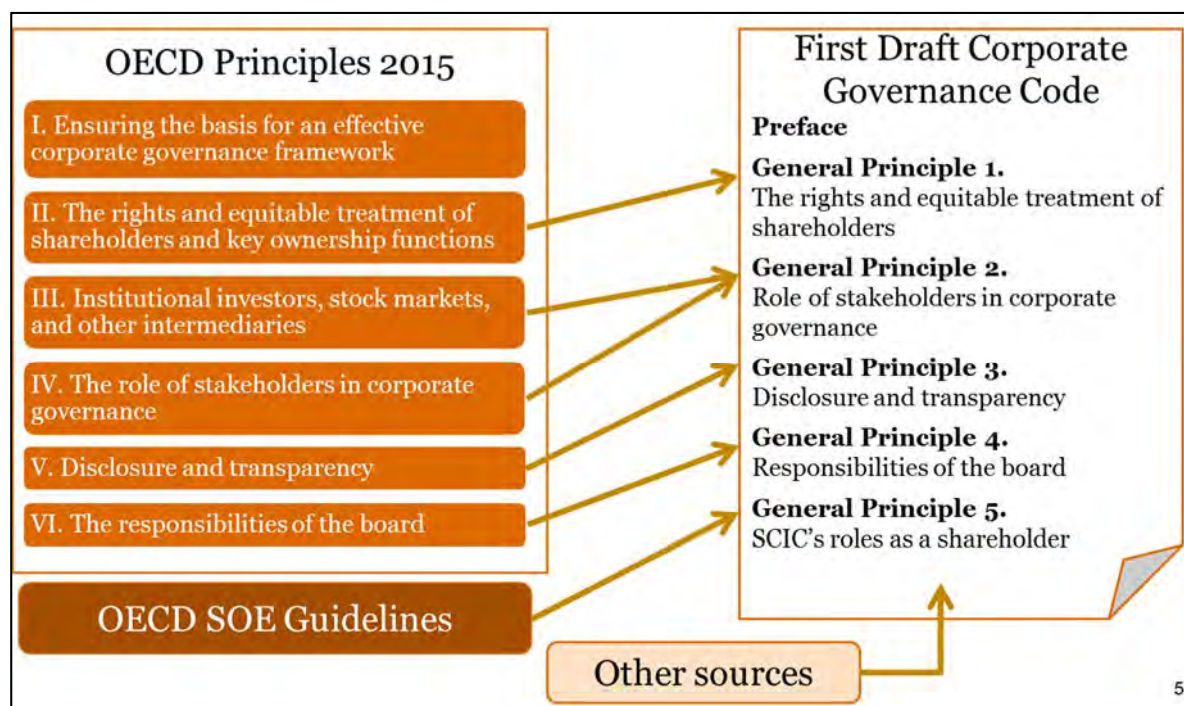 OECD Principles 2015
I. Ensuring the basis for an effective
corporate governance framework
II. The rights and equitable treatment of
shareholders and key ownership functions
III. Institutional investors, stock markets,
and other intermediaries
IV. The role of stakeholders in corporate
governance
V. Disclosure and transparency
VI. The responsibilities of the board
OECD SOE Guidelines
Other sources
First Draft Corporate
Governance Code
Preface
General Principle 1.
The rights and equitable treatment of
shareholders
General Principle 2.
Role of stakeholders in corporate
governance
General Principle 3.
Disclosure and transparency
General Principle 4.
Responsibilities of the board
General Principle 5.
SCIC's roles as a shareholder
5